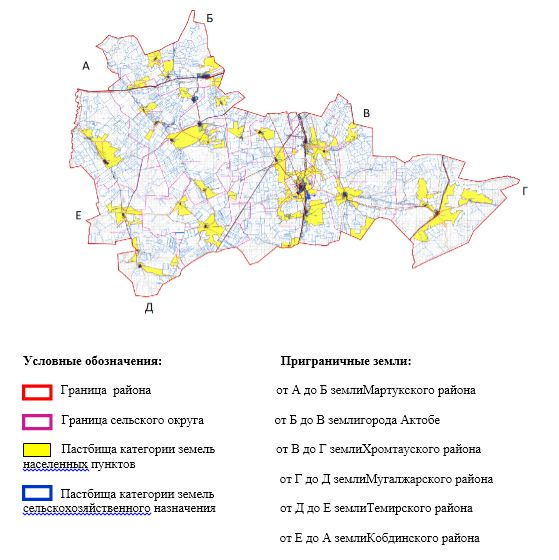 Б
А
В
Г
Е
Д
Условные обозначения:
Граница района
Граница сельского округа
Пастбища категории земель
населенных пунктов
Пастбища категории земель
сельскохозяйственного назначения
Приграничные земли:
от А до Б землиМартукского района
от Б до В землигорода Актобе
от В до Г землиХромтауского района
от Г до Д землиМугалжарского района
от Д до Е землиТемирского района
от Е до А землиКобдинского района